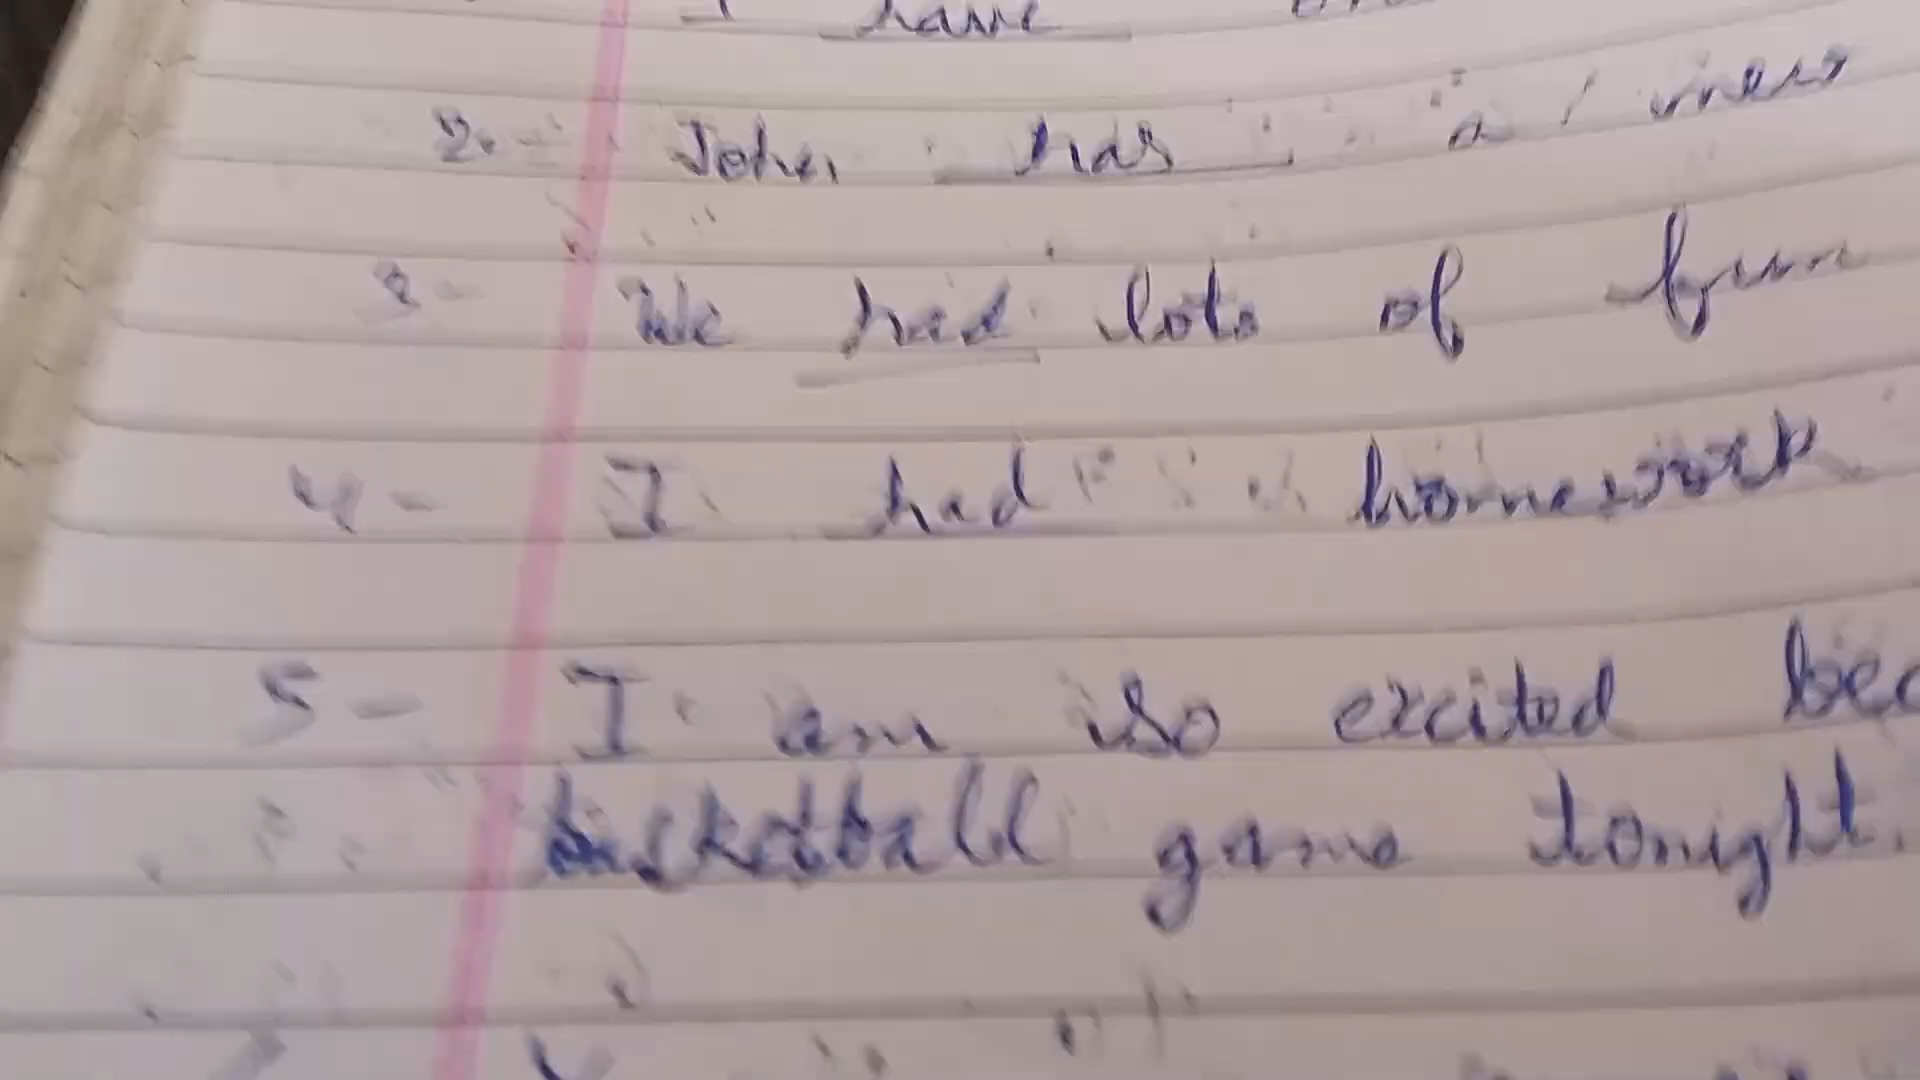 I have
2. John has a new
3- We had lots of fun
4- I had homework
5- I am so excited bec
basketball game tonight.